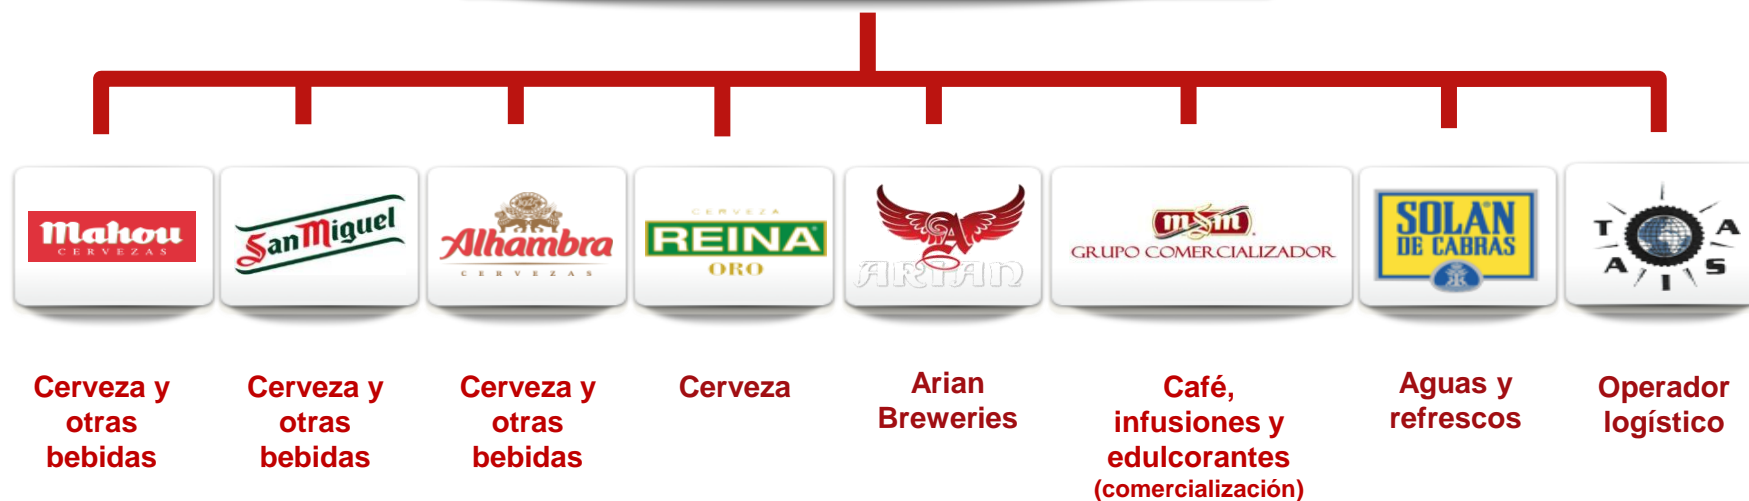 Mahou
CERVEZAS
San Miguel
Alhambra
CERVEZAS
CERVEZA
REINA
ORO
A
ARIAN
mSm
GRUPO COMERCIALIZADOR
SOLAN
DE CABRAS
T A
A I S
Cerveza y
otras
bebidas
Cerveza y
otras
bebidas
Cerveza y
otras
bebidas
Cerveza
Arian
Breweries
Café,
infusiones y
edulcorantes
(comercialización)
Aguas y
refrescos
Operador
logístico